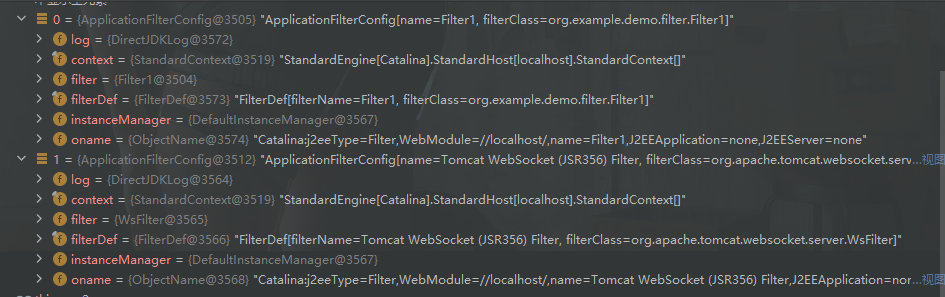 0 = {ApplicationFilterConfig@3505} "ApplicationFilterConfig[name=Filter1, filterClass=org.example.demo.filter.Filter1]"
f log = {DirectJDKLog@3572}
f context = {StandardContext@3519} "StandardEngine[Catalina].StandardHost[localhost].StandardContext[]"
f filter = {Filter1@3504}
f filterDef = {FilterDef@3573} "FilterDef[filterName=Filter1, filterClass=org.example.demo.filter.Filter1]"
f instanceManager = {DefaultInstanceManager@3567}
f oname = {ObjectName@3574} "Catalina:j2eeType=Filter,WebModule=//localhost/,name=Filter1,J2EEApplication=none,J2EEServer=none"
1 = {ApplicationFilterConfig@3512} "ApplicationFilterConfig[name=Tomcat WebSocket (JSR356) Filter, filterClass=org.apache.tomcat.websocket.serv... 视图
f log = {DirectJDKLog@3564}
f context = {StandardContext@3519} "StandardEngine[Catalina].StandardHost[localhost].StandardContext[]"
f filter = {WsFilter@3565}
f filterDef = {FilterDef@3566} "FilterDef[filterName=Tomcat WebSocket (JSR356) Filter, filterClass=org.apache.tomcat.websocket.server.WsFilter]"
f instanceManager = {DefaultInstanceManager@3567}
f oname = {ObjectName@3568} "Catalina:j2eeType=Filter,WebModule=//localhost/,name=Tomcat WebSocket (JSR356) Filter,J2EEApplication=nor... 视图